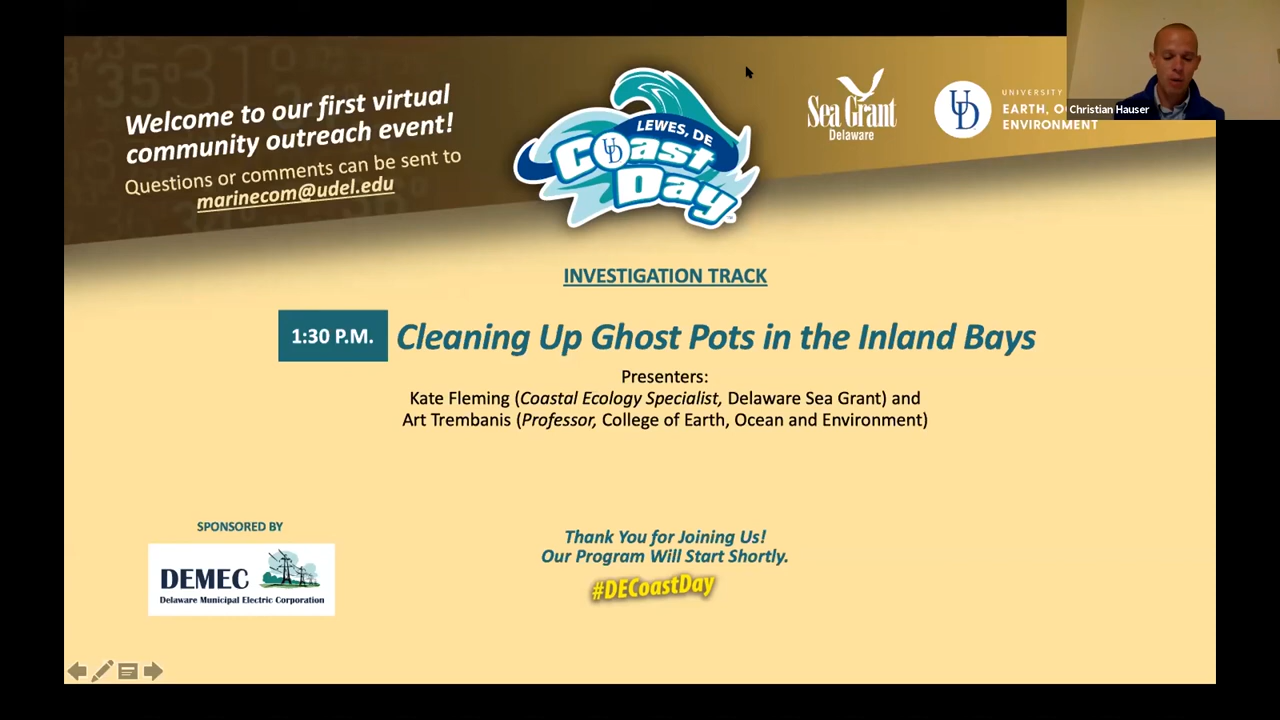 Welcome to our first virtual
community outreach event!
Questions or comments can be sent to
marinecom@udel.edu
LEWES, DE
UD
Coast
Day
Sea Grant
Delaware
UD
UNIVERSITY
EARTH, O
ENVIRONMENT
Christian Hauser
INVESTIGATION TRACK
1:30 P.M. Cleaning Up Ghost Pots in the Inland Bays
Presenters:
Kate Fleming (Coastal Ecology Specialist, Delaware Sea Grant) and
Art Trembanis (Professor, College of Earth, Ocean and Environment)
SPONSORED BY
DEMEC
Delaware Municipal Electric Corporation
Thank You for Joining Us!
Our Program Will Start Shortly.
#DECoastDay